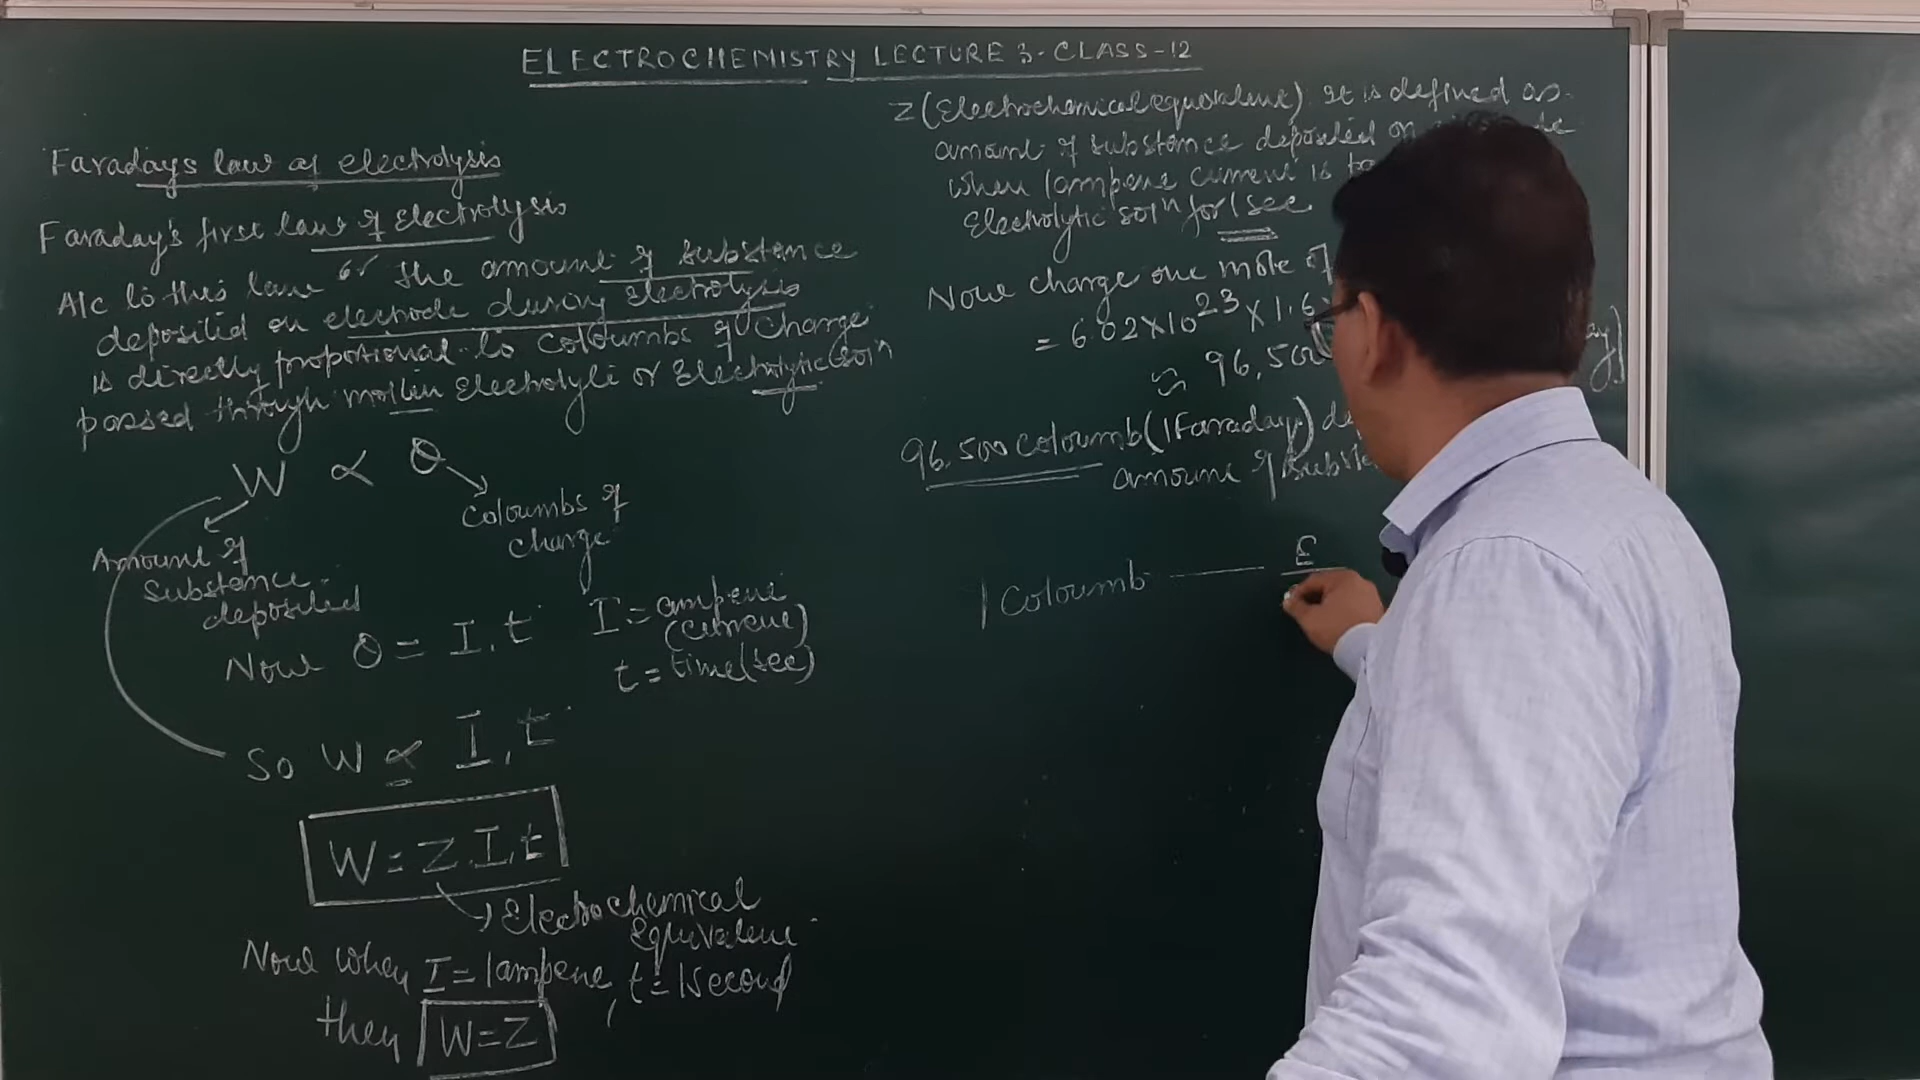 ELECTROCHEMISTRY LECTURE 3. CLASS-12
Faradays law of electrolysis
Faraday's first law of Electrolysis
A/c to this law the amount of substance
deposited on electrode during electrolysis
is directly proportional to Coloumbs of charge
passed through molten Electrolyte or Electrolytic soln
W ∝ Q
Coloumbs of
charge
Amount of
Substance
deposited
Now Q = I.t
I = ampere
(Current)
t = time(sec)
So W ∝ I.t
W = Z.I.t
Electrochemical
Equivalent
Now when I = 1ampere, t = 1second
then W = Z
Z (Electrochemical equivalent) It is defined as
amount of substance deposited on
when 1ampere current is
Electrolytic soln for 1sec
Now charge one mole of
= 6.02×10²³ × 1.6
≈ 96,500
96,500 coloumb (1Faraday)
amount of
1 Coloumb — E